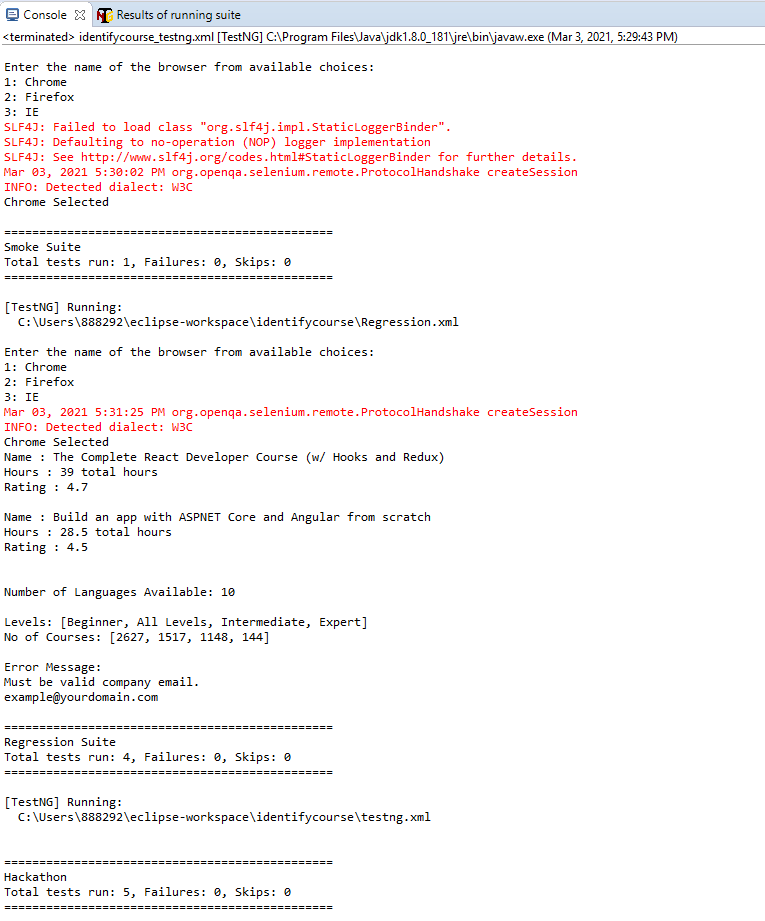 Console
Results of running suite
<terminated> identifycourse_testng.xml [TestNG] C:\Program Files\Java\jdk1.8.0_181\jre\bin\javaw.exe (Mar 3, 2021, 5:29:43 PM)
Enter the name of the browser from available choices:
1: Chrome
2: Firefox
3: IE
SLF4J: Failed to load class "org.slf4j.impl.StaticLoggerBinder".
SLF4J: Defaulting to no-operation (NOP) logger implementation
SLF4J: See http://www.slf4j.org/codes.html#StaticLoggerBinder for further details.
Mar 03, 2021 5:30:02 PM org.openqa.selenium.remote.ProtocolHandshake createSession
INFO: Detected dialect: W3C
Chrome Selected
===============================================
Smoke Suite
Total tests run: 1, Failures: 0, Skips: 0
===============================================
[TestNG] Running:
C:\Users\888292\eclipse-workspace\identifycourse\Regression.xml
Enter the name of the browser from available choices:
1: Chrome
2: Firefox
3: IE
Mar 03, 2021 5:31:25 PM org.openqa.selenium.remote.ProtocolHandshake createSession
INFO: Detected dialect: W3C
Chrome Selected
Name : The Complete React Developer Course (w/ Hooks and Redux)
Hours : 39 total hours
Rating : 4.7
Name : Build an app with ASPNET Core and Angular from scratch
Hours : 28.5 total hours
Rating : 4.5
Number of Languages Available: 10
Levels: [Beginner, All Levels, Intermediate, Expert]
No of Courses: [2627, 1517, 1148, 144]
Error Message:
Must be valid company email.
example@yourdomain.com
===============================================
Regression Suite
Total tests run: 4, Failures: 0, Skips: 0
===============================================
[TestNG] Running:
C:\Users\888292\eclipse-workspace\identifycourse\testng.xml
===============================================
Hackathon
Total tests run: 5, Failures: 0, Skips: 0
===============================================